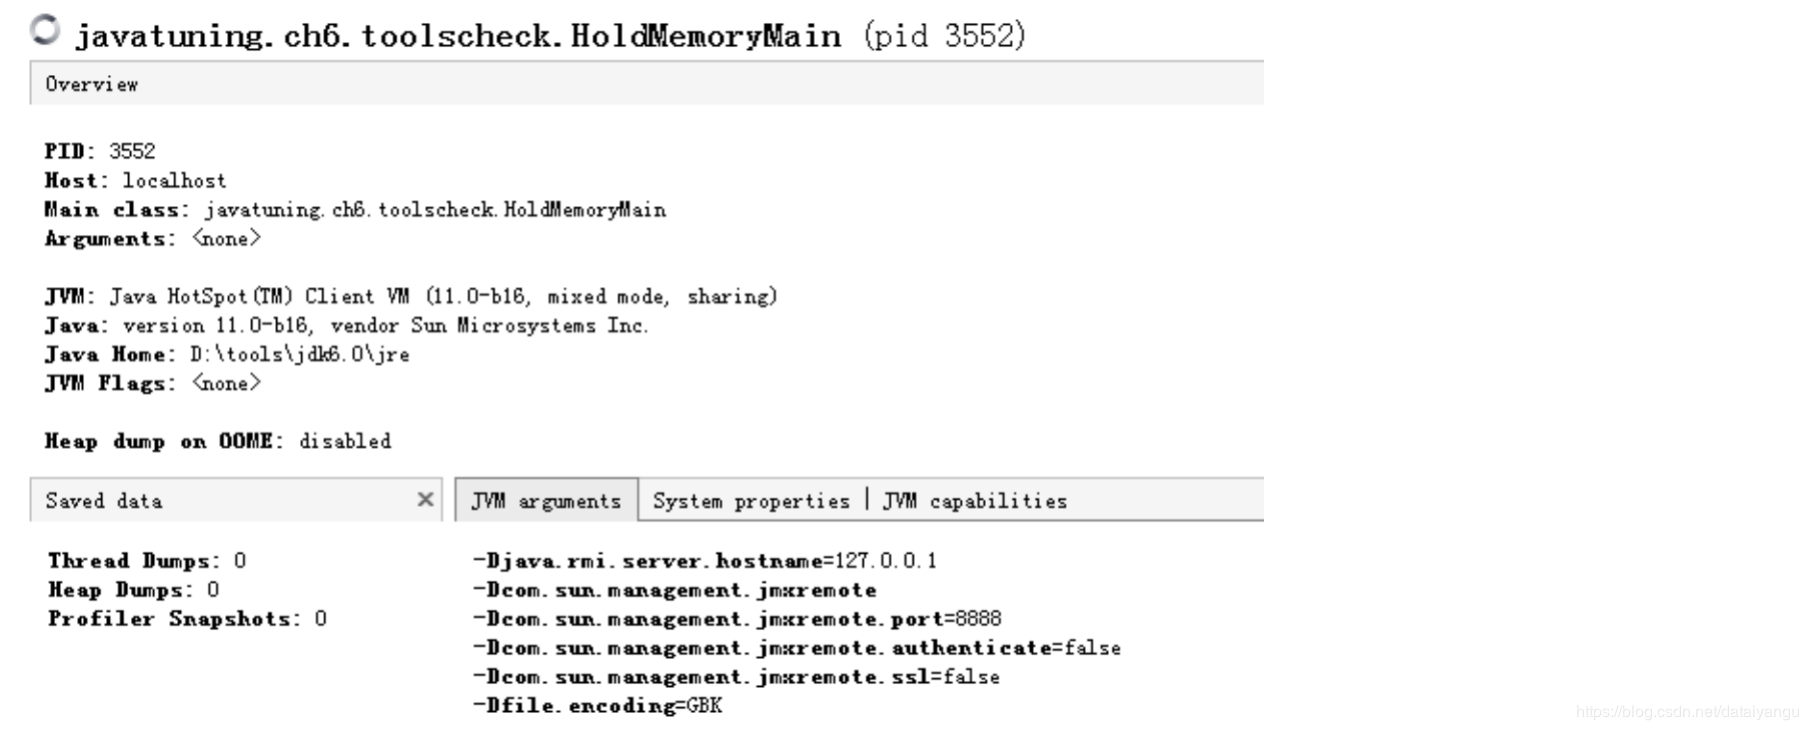 javatuning.ch6.toolscheck.HoldMemoryMain (pid 3552)
Overview
PID: 3552
Host: localhost
Main class: javatuning.ch6.toolscheck.HoldMemoryMain
Arguments: <none>
JVM: Java HotSpot(TM) Client VM (11.0-b16, mixed mode, sharing)
Java: version 11.0-b16, vendor Sun Microsystems Inc.
Java Home: D:\tools\jdk6.0\jre
JVM Flags: <none>
Heap dump on OOME: disabled
Saved data
Thread Dumps: 0
Heap Dumps: 0
Profiler Snapshots: 0
JVM arguments System properties | JVM capabilities
-Djava.rmi.server.hostname=127.0.0.1
-Dcom.sun.management.jmxremote
-Dcom.sun.management.jmxremote.port=8888
-Dcom.sun.management.jmxremote.authenticate=false
-Dcom.sun.management.jmxremote.ssl=false
-Dfile.encoding=GBK
https://blog.csdn.net/dataiyangu